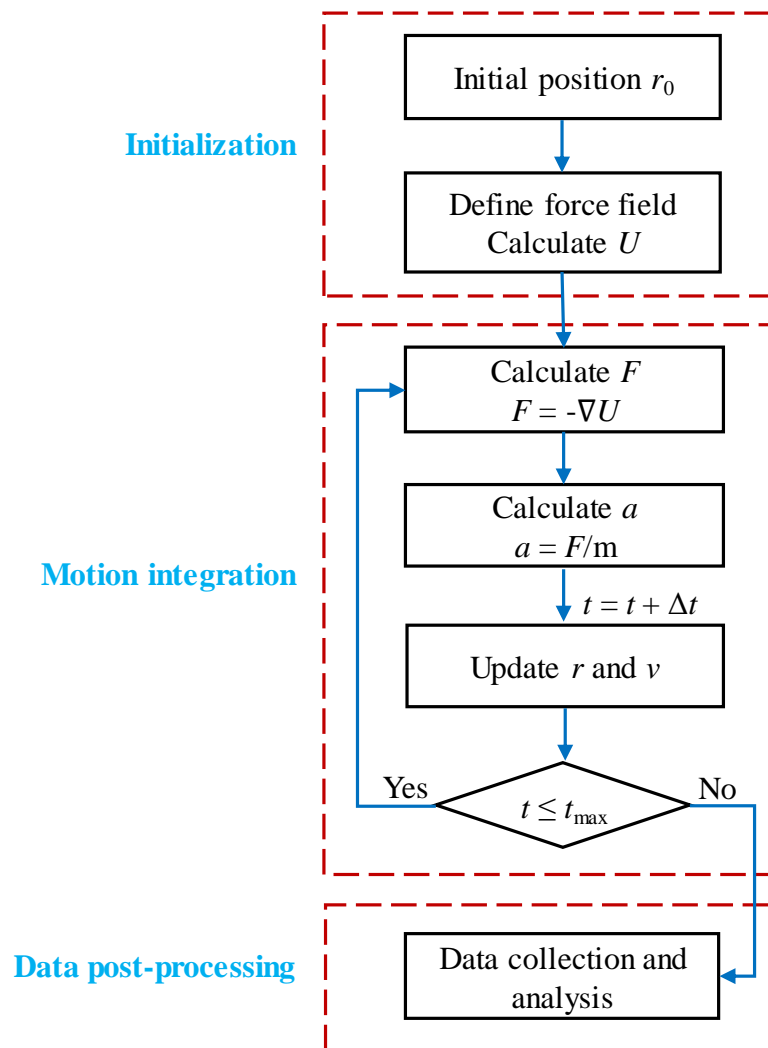 Initialization
Initial position r₀
Define force field
Calculate U
Motion integration
Calculate F
F = -∇U
Calculate a
a = F/m
t = t + Δt
Update r and v
Yes
t ≤ tₘₐₓ
No
Data post-processing
Data collection and
analysis